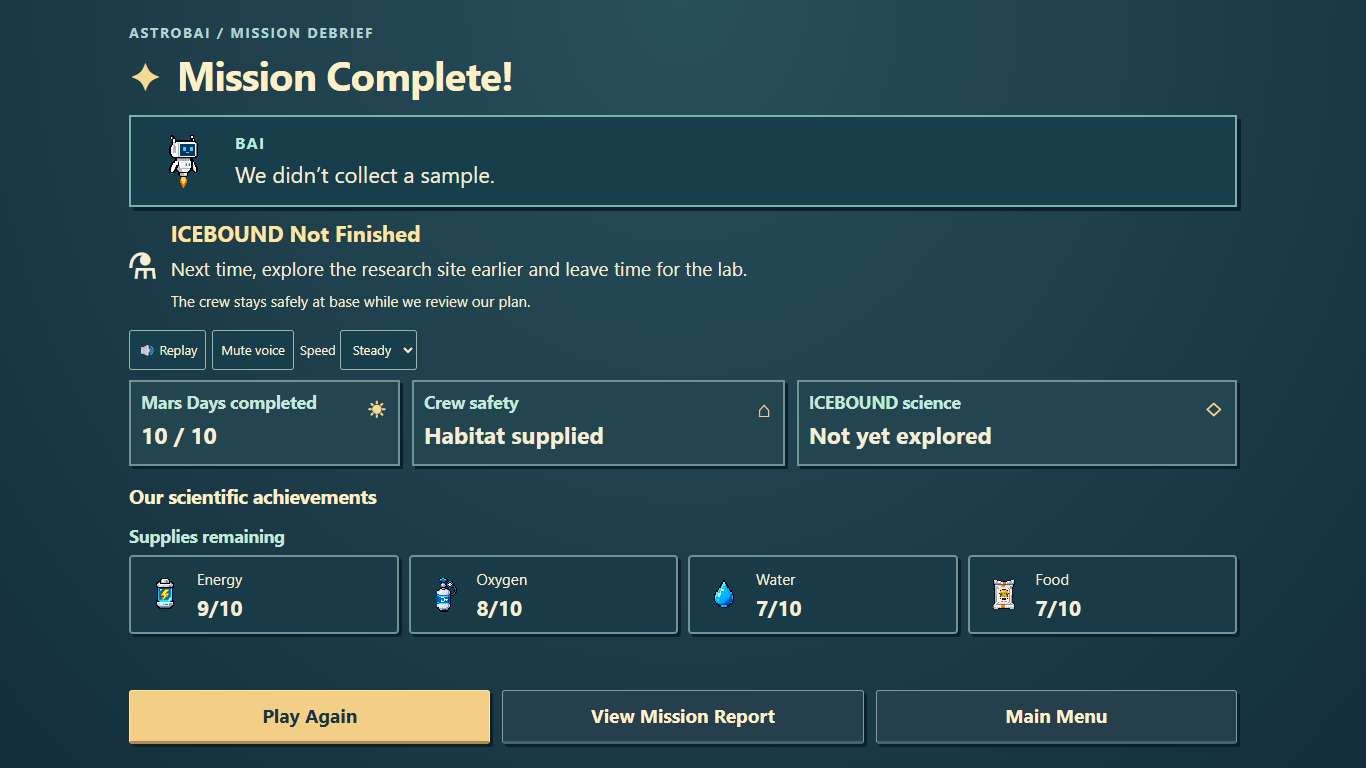 ASTROBAI / MISSION DEBRIEF
Mission Complete!
BAI
We didn’t collect a sample.
ICEBOUND Not Finished
Next time, explore the research site earlier and leave time for the lab.
The crew stays safely at base while we review our plan.
Replay Mute voice Speed Steady
Mars Days completed
10 / 10
Crew safety
Habitat supplied
ICEBOUND science
Not yet explored
Our scientific achievements
Supplies remaining
Energy
9/10
Oxygen
8/10
Water
7/10
Food
7/10
Play Again
View Mission Report
Main Menu